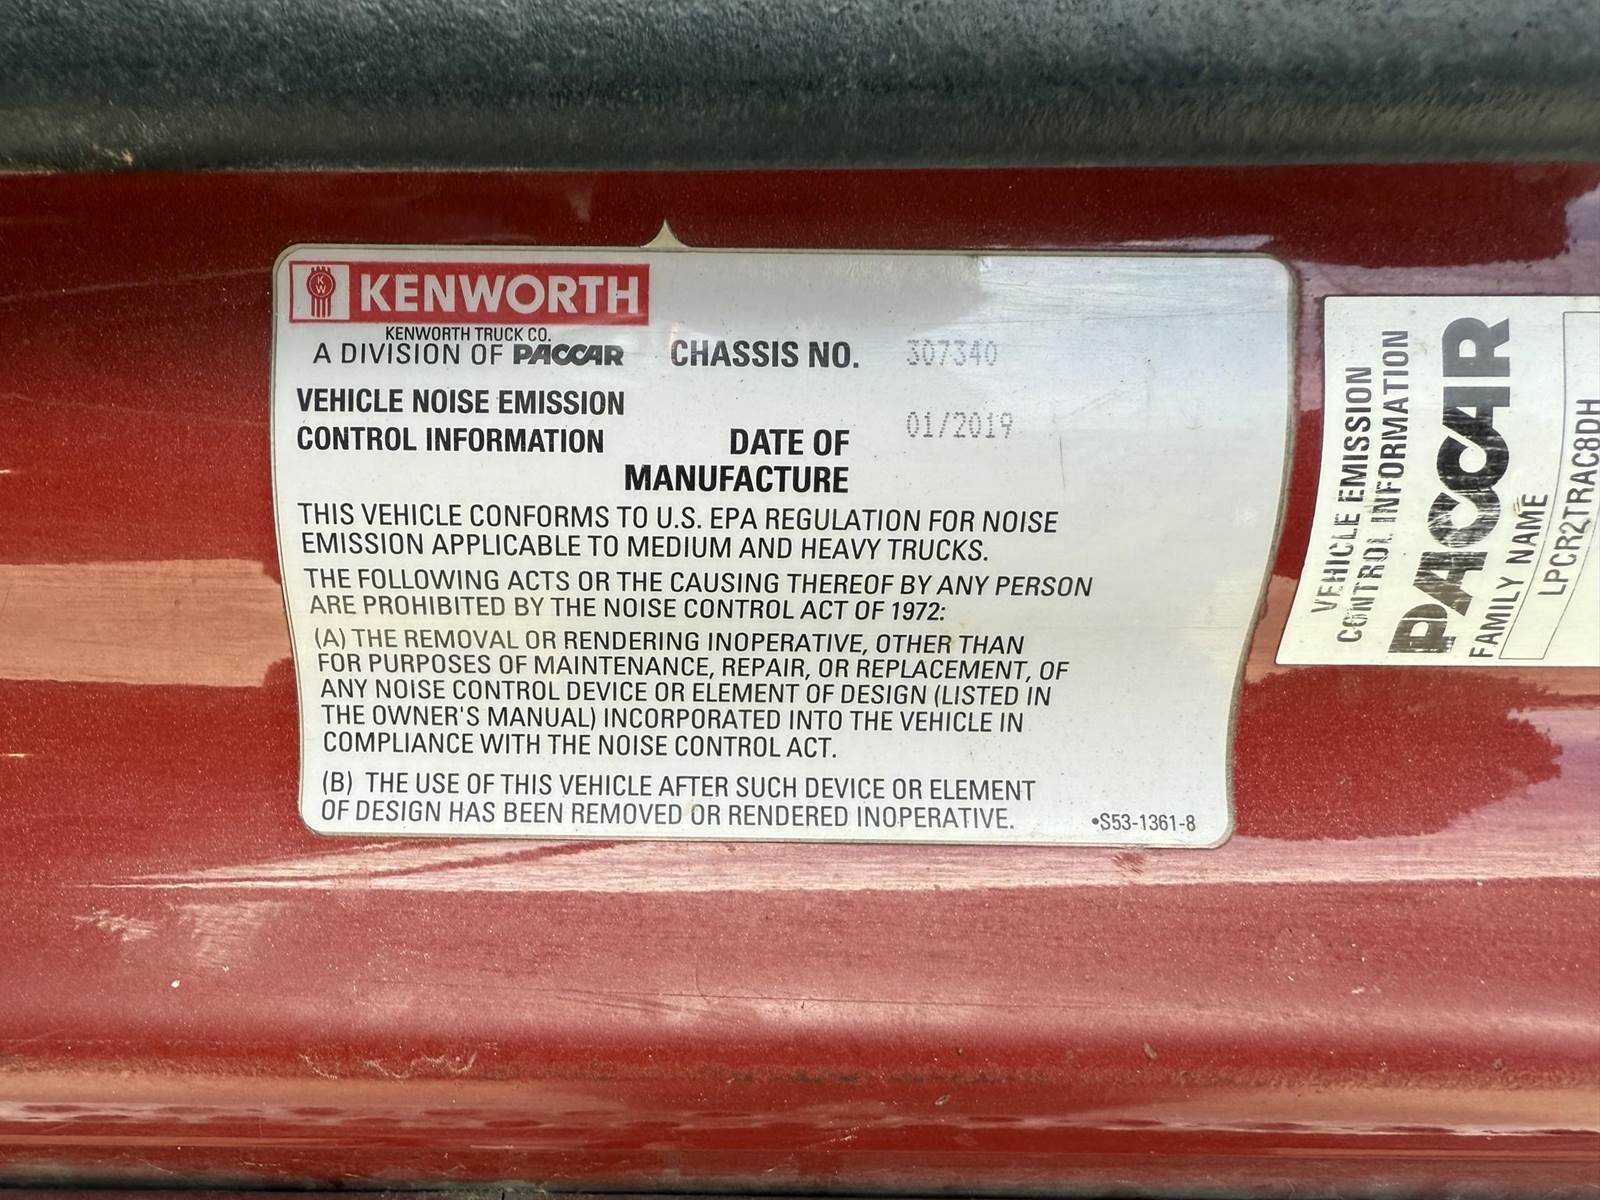 KW KENWORTH
KENWORTH TRUCK CO.
A DIVISION OF PACCAR
CHASSIS NO. 307340
VEHICLE NOISE EMISSION
CONTROL INFORMATION
DATE OF
MANUFACTURE
01/2019
THIS VEHICLE CONFORMS TO U.S. EPA REGULATION FOR NOISE
EMISSION APPLICABLE TO MEDIUM AND HEAVY TRUCKS.
THE FOLLOWING ACTS OR THE CAUSING THEREOF BY ANY PERSON
ARE PROHIBITED BY THE NOISE CONTROL ACT OF 1972:
(A) THE REMOVAL OR RENDERING INOPERATIVE, OTHER THAN
FOR PURPOSES OF MAINTENANCE, REPAIR, OR REPLACEMENT, OF
ANY NOISE CONTROL DEVICE OR ELEMENT OF DESIGN (LISTED IN
THE OWNER'S MANUAL) INCORPORATED INTO THE VEHICLE IN
COMPLIANCE WITH THE NOISE CONTROL ACT.
(B) THE USE OF THIS VEHICLE AFTER SUCH DEVICE OR ELEMENT
OF DESIGN HAS BEEN REMOVED OR RENDERED INOPERATIVE.
•S53-1361-8
VEHICLE EMISSION
CONTROL INFORMATION
PACCAR
FAMILY NAME
LPCR2TRAC8DH